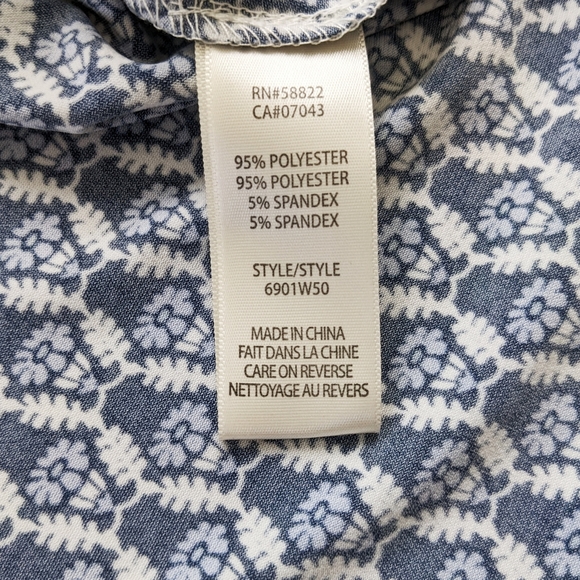 RN#58822
CA#07043
95% POLYESTER
95% POLYESTER
5% SPANDEX
5% SPANDEX
STYLE/STYLE
6901W50
MADE IN CHINA
FAIT DANS LA CHINE
CARE ON REVERSE
NETTOYAGE AU REVERS